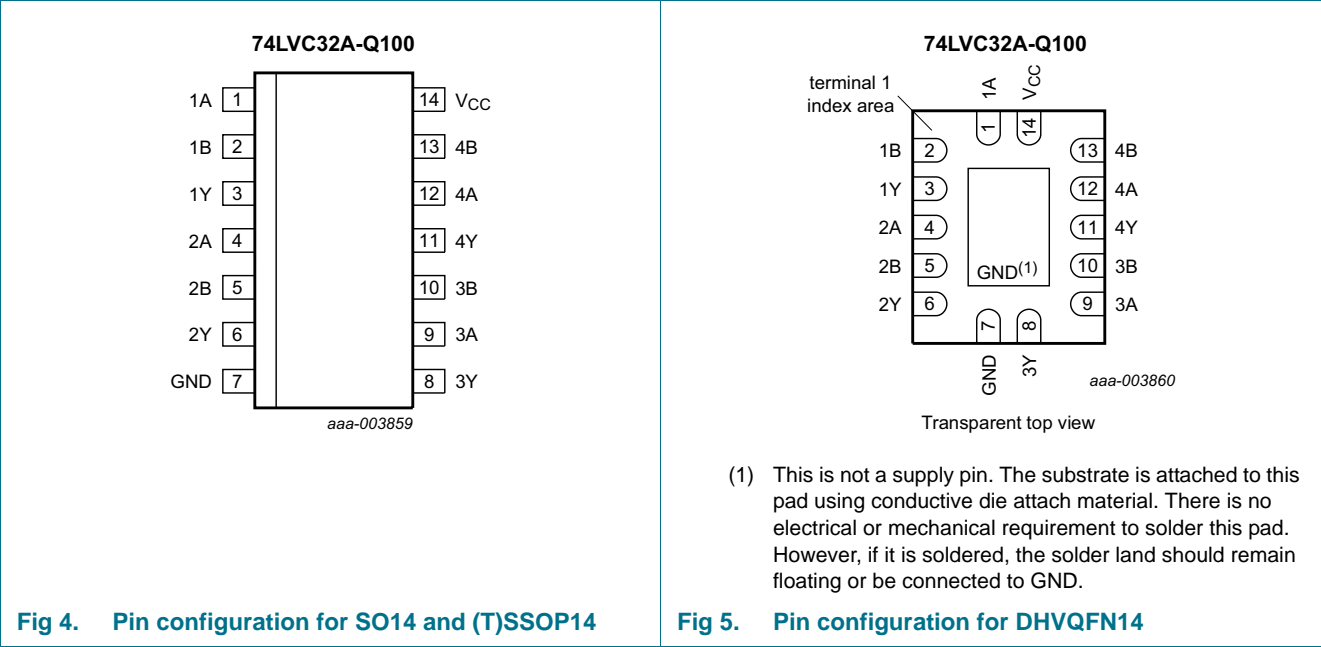 74LVC32A-Q100
1A 1
14 VCC
1B 2
13 4B
1Y 3
12 4A
2A 4
11 4Y
2B 5
10 3B
2Y 6
9 3A
GND 7
8 3Y
aaa-003859
Fig 4. Pin configuration for SO14 and (T)SSOP14
74LVC32A-Q100
terminal 1
index area
1A
VCC
1
14
1B 2
13 4B
1Y 3
12 4A
2A 4
11 4Y
2B 5
GND(1)
10 3B
2Y 6
9 3A
7
8
GND
3Y
aaa-003860
Transparent top view
(1) This is not a supply pin. The substrate is attached to this
pad using conductive die attach material. There is no
electrical or mechanical requirement to solder this pad.
However, if it is soldered, the solder land should remain
floating or be connected to GND.
Fig 5. Pin configuration for DHVQFN14